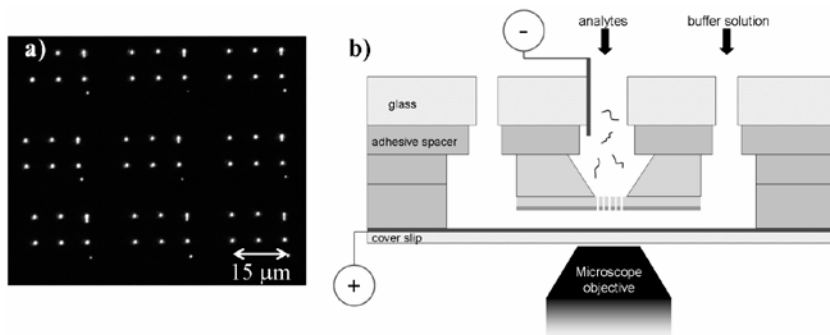 a)
15 μm
b)
-
analytes
buffer solution
glass
adhesive spacer
cover slip
+
Microscope
objective